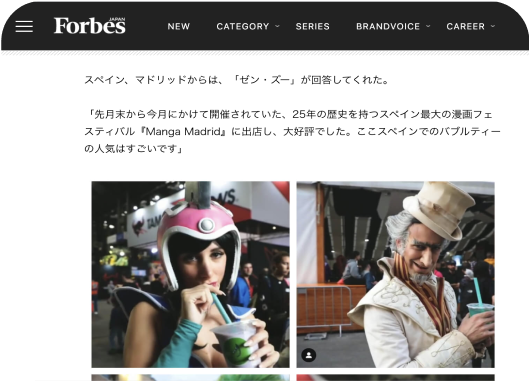 Forbes
JAPAN
NEW
CATEGORY
SERIES
BRANDVOICE
CAREER
スペイン、マドリッドからは、「ゼン・ズー」が回答してくれた。
「先月末から今月にかけて開催されていた、25年の歴史を持つスペイン最大の漫画フェ
スティバル『Manga Madrid』に出店し、大好評でした。ここスペインでのバブルティー
の人気はすごいです」